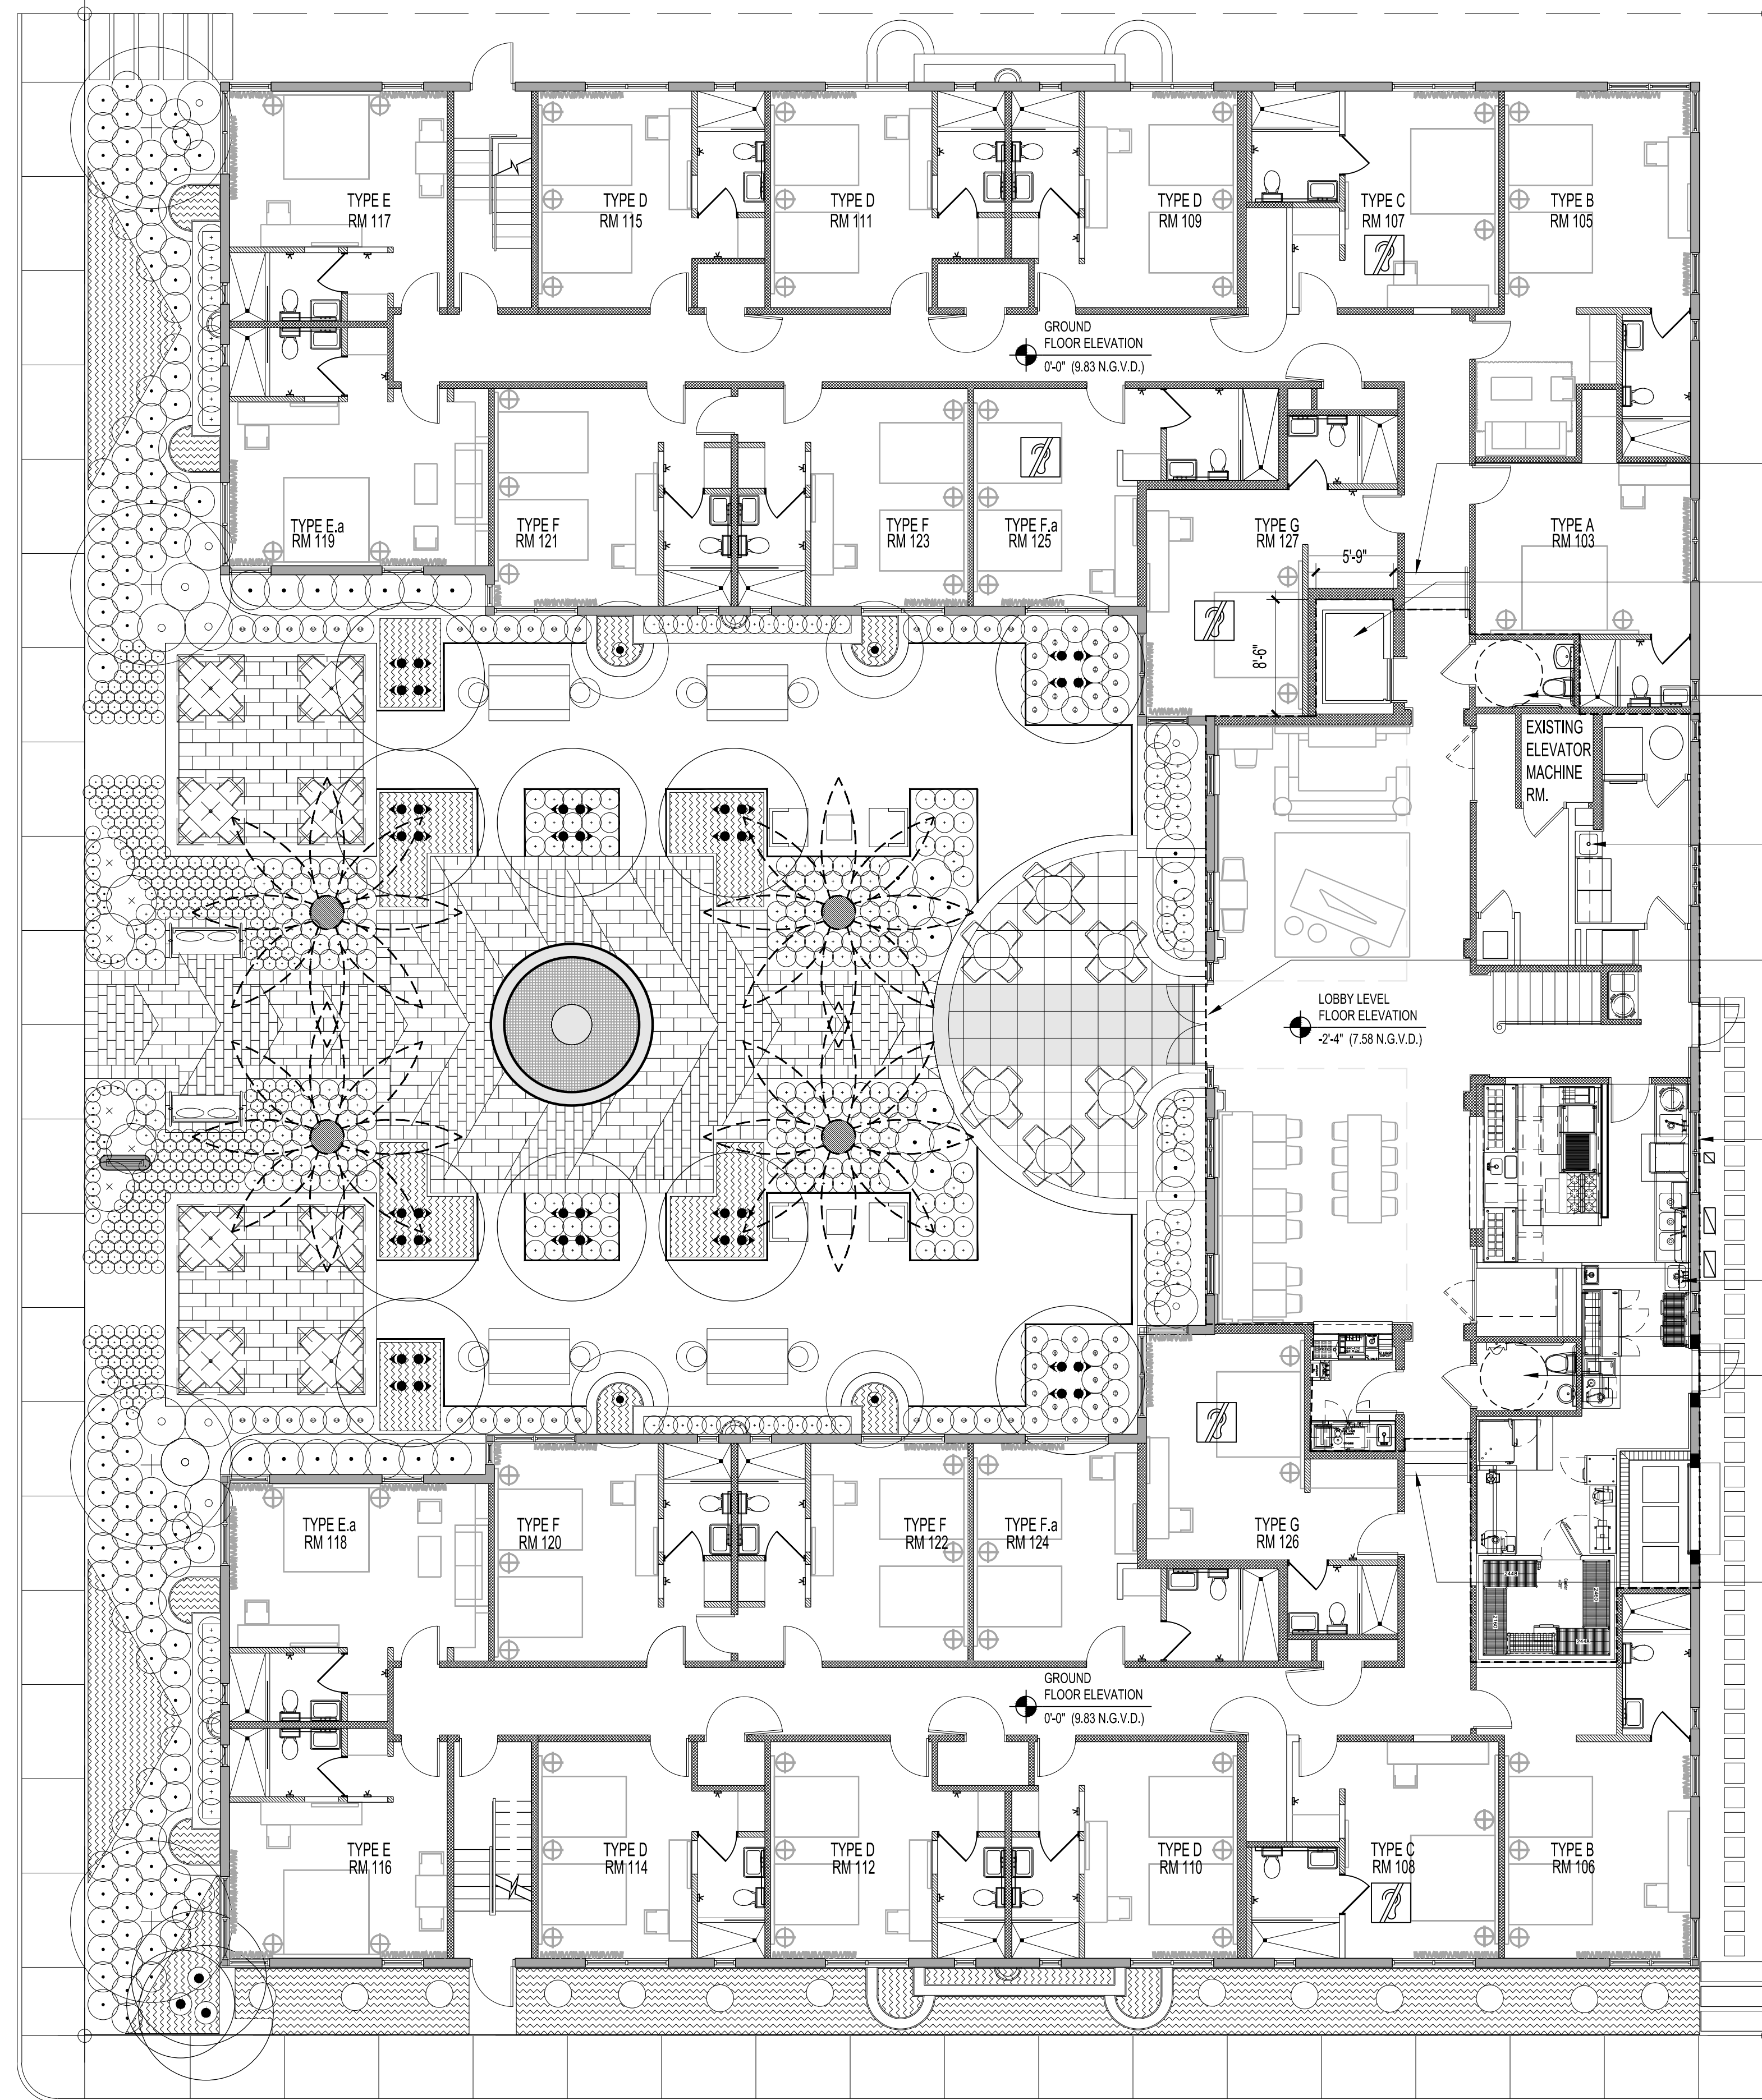 TYPE E
RM 117
TYPE D
RM 115
TYPE D
RM 111
TYPE D
RM 109
TYPE C
RM 107
TYPE B
RM 105
GROUND
FLOOR ELEVATION
0'-0" (9.83 N.G.V.D.)
TYPE E.a
RM 119
TYPE F
RM 121
TYPE F
RM 123
TYPE F.a
RM 125
TYPE G
RM 127
TYPE A
RM 103
5'-9"
8'-6"
EXISTING
ELEVATOR
MACHINE
RM.
LOBBY LEVEL
FLOOR ELEVATION
-2'-4" (7.58 N.G.V.D.)
TYPE E.a
RM 118
TYPE F
RM 120
TYPE F
RM 122
TYPE F.a
RM 124
TYPE G
RM 126
2448
2460
2160
2448
GROUND
FLOOR ELEVATION
0'-0" (9.83 N.G.V.D.)
TYPE E
RM 116
TYPE D
RM 114
TYPE D
RM 112
TYPE D
RM 110
TYPE C
RM 108
TYPE B
RM 106